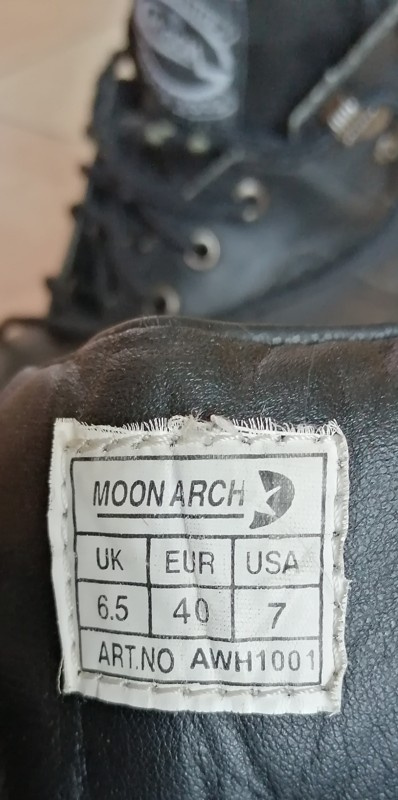 MOON ARCH
UK EUR USA
6.5 40 7
ART.NO AWH1001